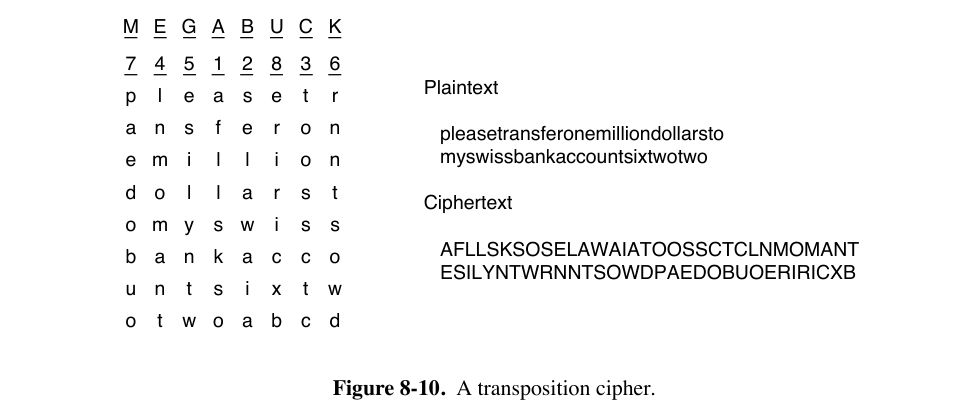 M E G A B U C K
7 4 5 1 2 8 3 6
p l e a s e t r
a n s f e r o n
e m i l l i o n
d o l l a r s t
o m y s w i s s
b a n k a c c o
u n t s i x t w
o t w o a b c d
Plaintext
pleasetransferonemilliondollarsto
myswissbankaccountsixtwotwo
Ciphertext
AFLLSKSOSELAWAIATOOSSCTCLNMOMANT
ESILYNTWRNNTSOWDPAEDOBUOERIRICXB
Figure 8-10. A transposition cipher.